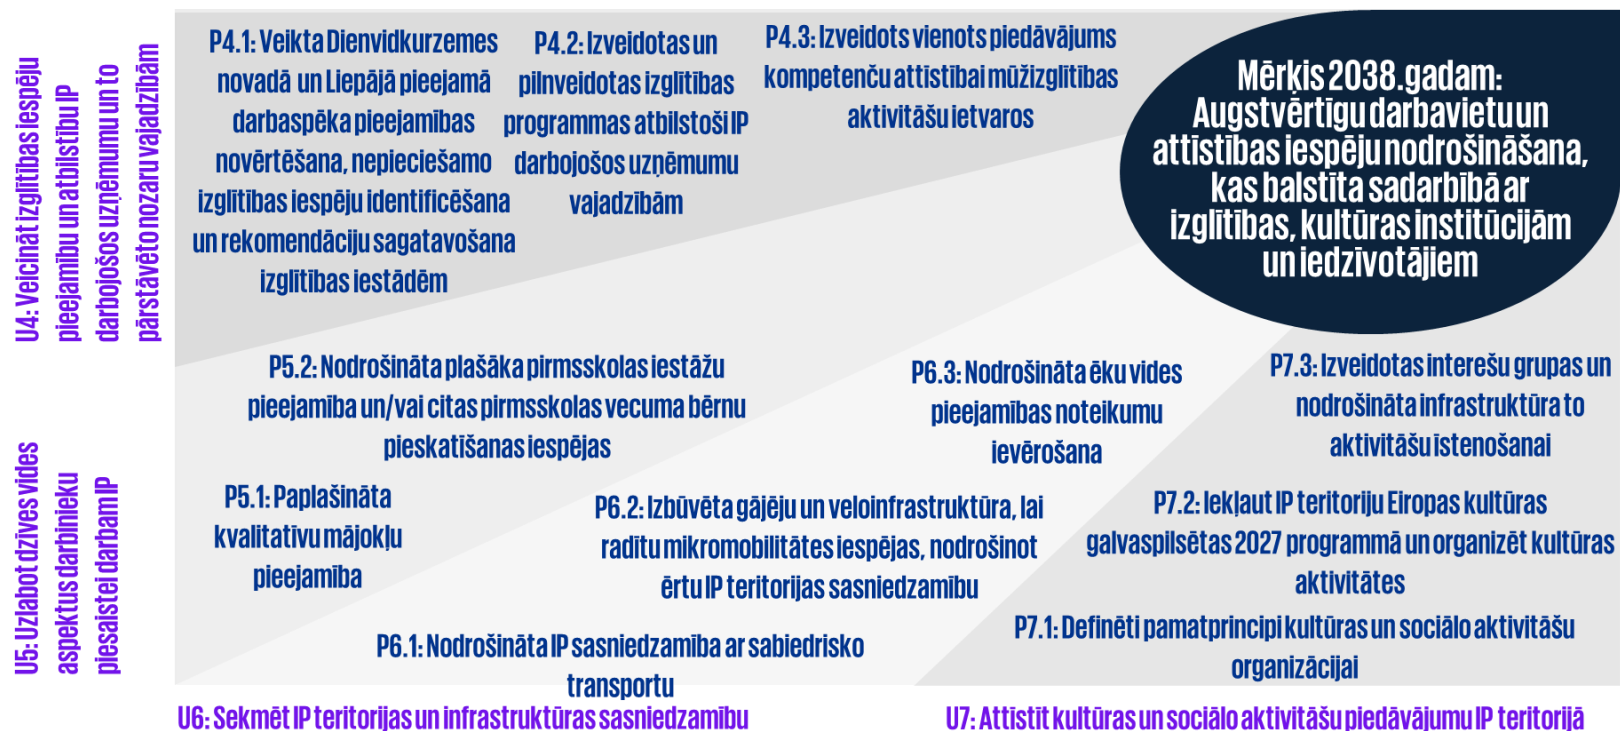 U4: Veicināt izglītības iespēju
pieejamību un atbilstību IP
darbojošos uzņēmumu un to
pārstāvēto nozaru vajadzībām
P4.1: Veikta Dienvidkurzemes
novadā un Liepājā pieejamā
darbaspēka pieejamības
novērtēšana, nepieciešamo
izglītības iespēju identificēšana
un rekomendāciju sagatavošana
izglītības iestādēm
P4.2: Izveidotas un
pilnveidotas izglītības
programmas atbilstoši IP
darbojošos uzņēmumu
vajadzībām
P4.3: Izveidots vienots piedāvājums
kompetenču attīstībai mūžizglītības
aktivitāšu ietvaros
Mērķis 2038.gadam:
Augstvērtīgu darbavietu un
attīstības iespēju nodrošināšana,
kas balstīta sadarbībā ar
izglītības, kultūras institūcijām
un iedzīvotājiem
U5: Uzlabot dzīves vides
aspektus darbinieku
piesaistei darbam IP
P5.2: Nodrošināta plašāka pirmsskolas iestāžu
pieejamība un/vai citas pirmsskolas vecuma bērnu
pieskatīšanas iespējas
P5.1: Paplašināta
kvalitatīvu mājokļu
pieejamība
P6.3: Nodrošināta ēku vides
pieejamības noteikumu
ievērošana
P6.2: Izbūvēta gājēju un veloinfrastruktūra, lai
radītu mikromobilitātes iespējas, nodrošinot
ērtu IP teritorijas sasniedzamību
P6.1: Nodrošināta IP sasniedzamība ar sabiedrisko
transportu
P7.3: Izveidotas interešu grupas un
nodrošināta infrastruktūra to
aktivitāšu īstenošanai
P7.2: Iekļaut IP teritoriju Eiropas kultūras
galvaspilsētas 2027 programmā un organizēt kultūras
aktivitātes
P7.1: Definēti pamatprincipi kultūras un sociālo aktivitāšu
organizācijai
U6: Sekmēt IP teritorijas un infrastruktūras sasniedzamību
U7: Attīstīt kultūras un sociālo aktivitāšu piedāvājumu IP teritorijā